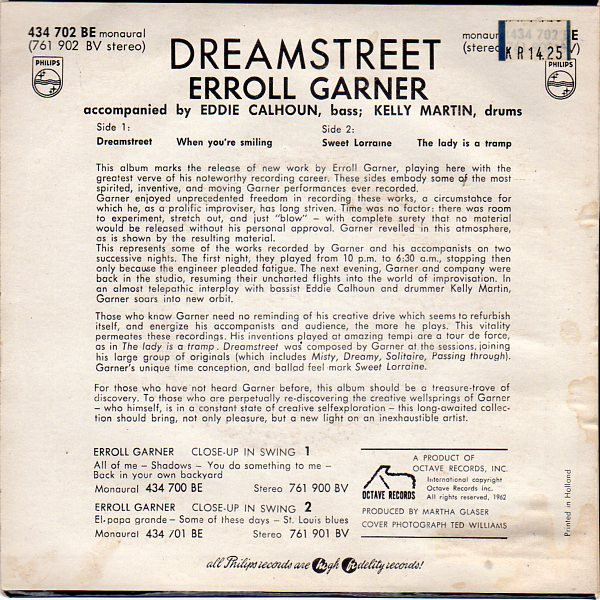 434 702 BE monaural
(761 902 BV stereo)
PHILIPS
DREAMSTREET
ERROLL GARNER
monau 434 702 BE
(stereo V)
KR 14.25
PHILIPS
accompanied by EDDIE CALHOUN, bass; KELLY MARTIN, drums
Side 1:
Dreamstreet When you're smiling
Side 2:
Sweet Lorraine The lady is a tramp
This album marks the release of new work by Erroll Garner, playing here with the
greatest verve of his noteworthy recording career. These sides embody some of the most
spirited, inventive, and moving Garner performances ever recorded.
Garner enjoyed unprecedented freedom in recording these works, a circumstance for
which he, as a prolific improviser, has long striven. Time was no factor: there was room
to experiment, stretch out, and just "blow" – with complete surety that no material
would be released without his personal approval. Garner revelled in this atmosphere,
as is shown by the resulting material.
This represents some of the works recorded by Garner and his accompanists on two
successive nights. The first night, they played from 10 p.m. to 6:30 a.m., stopping then
only because the engineer pleaded fatigue. The next evening, Garner and company were
back in the studio, resuming their uncharted flights into the world of improvisation. In
an almost telepathic interplay with bassist Eddie Calhoun and drummer Kelly Martin,
Garner soars into new orbit.
Those who know Garner need no reminding of his creative drive which seems to refurbish
itself, and energize his accompanists and audience, the more he plays. This vitality
permeates these recordings. His inventions played at amazing tempi are a tour de force,
as in The lady is a tramp. Dreamstreet was composed by Garner at the sessions, joining
his large group of originals (which includes Misty, Dreamy, Solitaire, Passing through).
Garner's unique time conception, and ballad feel mark Sweet Lorraine.
For those who have not heard Garner before, this album should be a treasure-trove of
discovery. To those who are perpetually re-discovering the creative wellsprings of Garner
– who himself, is in a constant state of creative selfexploration – this long-awaited collec-
tion should bring, not only pleasure, but a new light on an inexhaustible artist.
ERROLL GARNER CLOSE-UP IN SWING 1
All of me – Shadows – You do something to me –
Back in your own backyard
Monaural 434 700 BE Stereo 761 900 BV
ERROLL GARNER CLOSE-UP IN SWING 2
El-papa grande – Some of these days – St. Louis blues
Monaural 434 701 BE Stereo 761 901 BV
OCTAVE RECORDS
A PRODUCT OF
OCTAVE RECORDS, INC.
International copyright
Octave Records Inc.
All rights reserved, 1962
PRODUCED BY MARTHA GLASER
COVER PHOTOGRAPH TED WILLIAMS
Printed in Holland
all Philips records are high fidelity records!